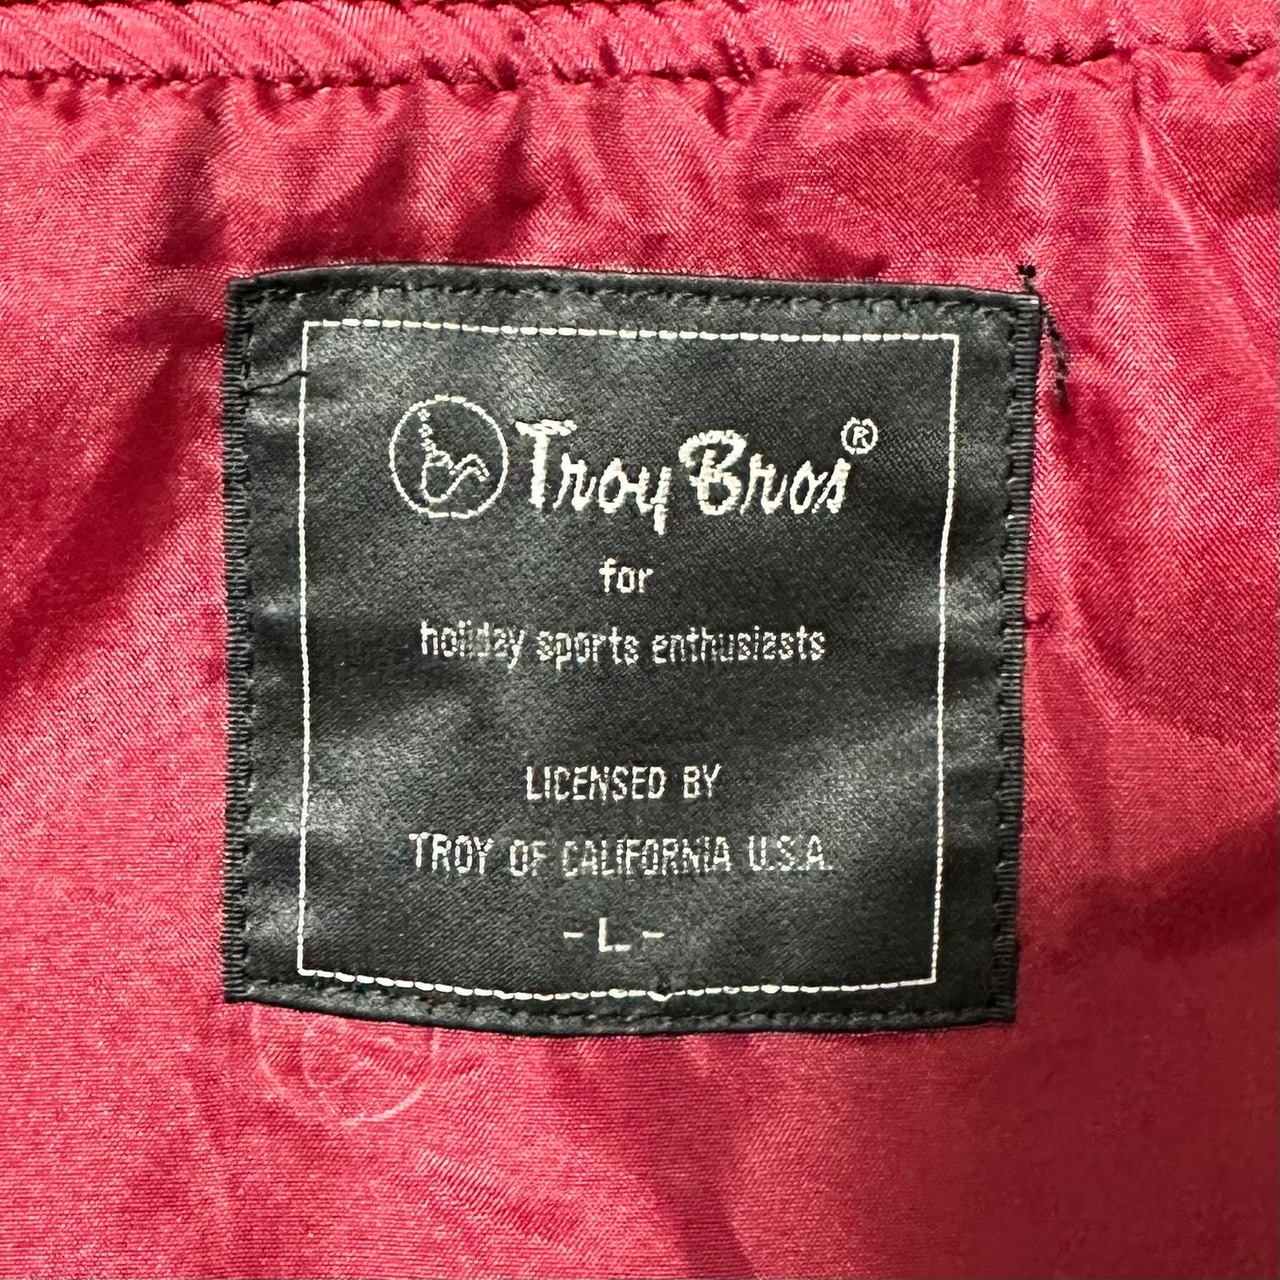 Troy Bros ®
for
holiday sports enthusiasts
LICENSED BY
TROY OF CALIFORNIA U.S.A.
- L -